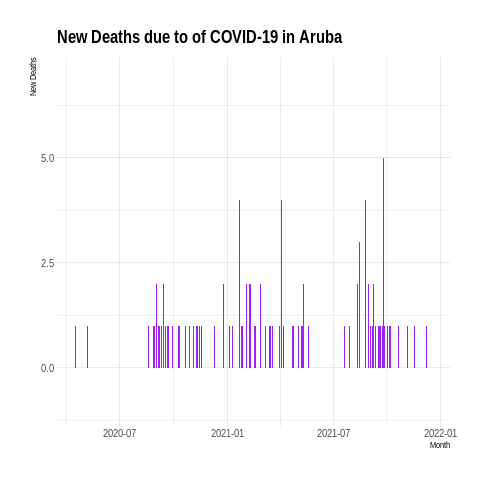 New Deaths due to of COVID-19 in Aruba
New Deaths
5.0
2.5
0.0
2020-07 2021-01 2021-07 2022-01
Month